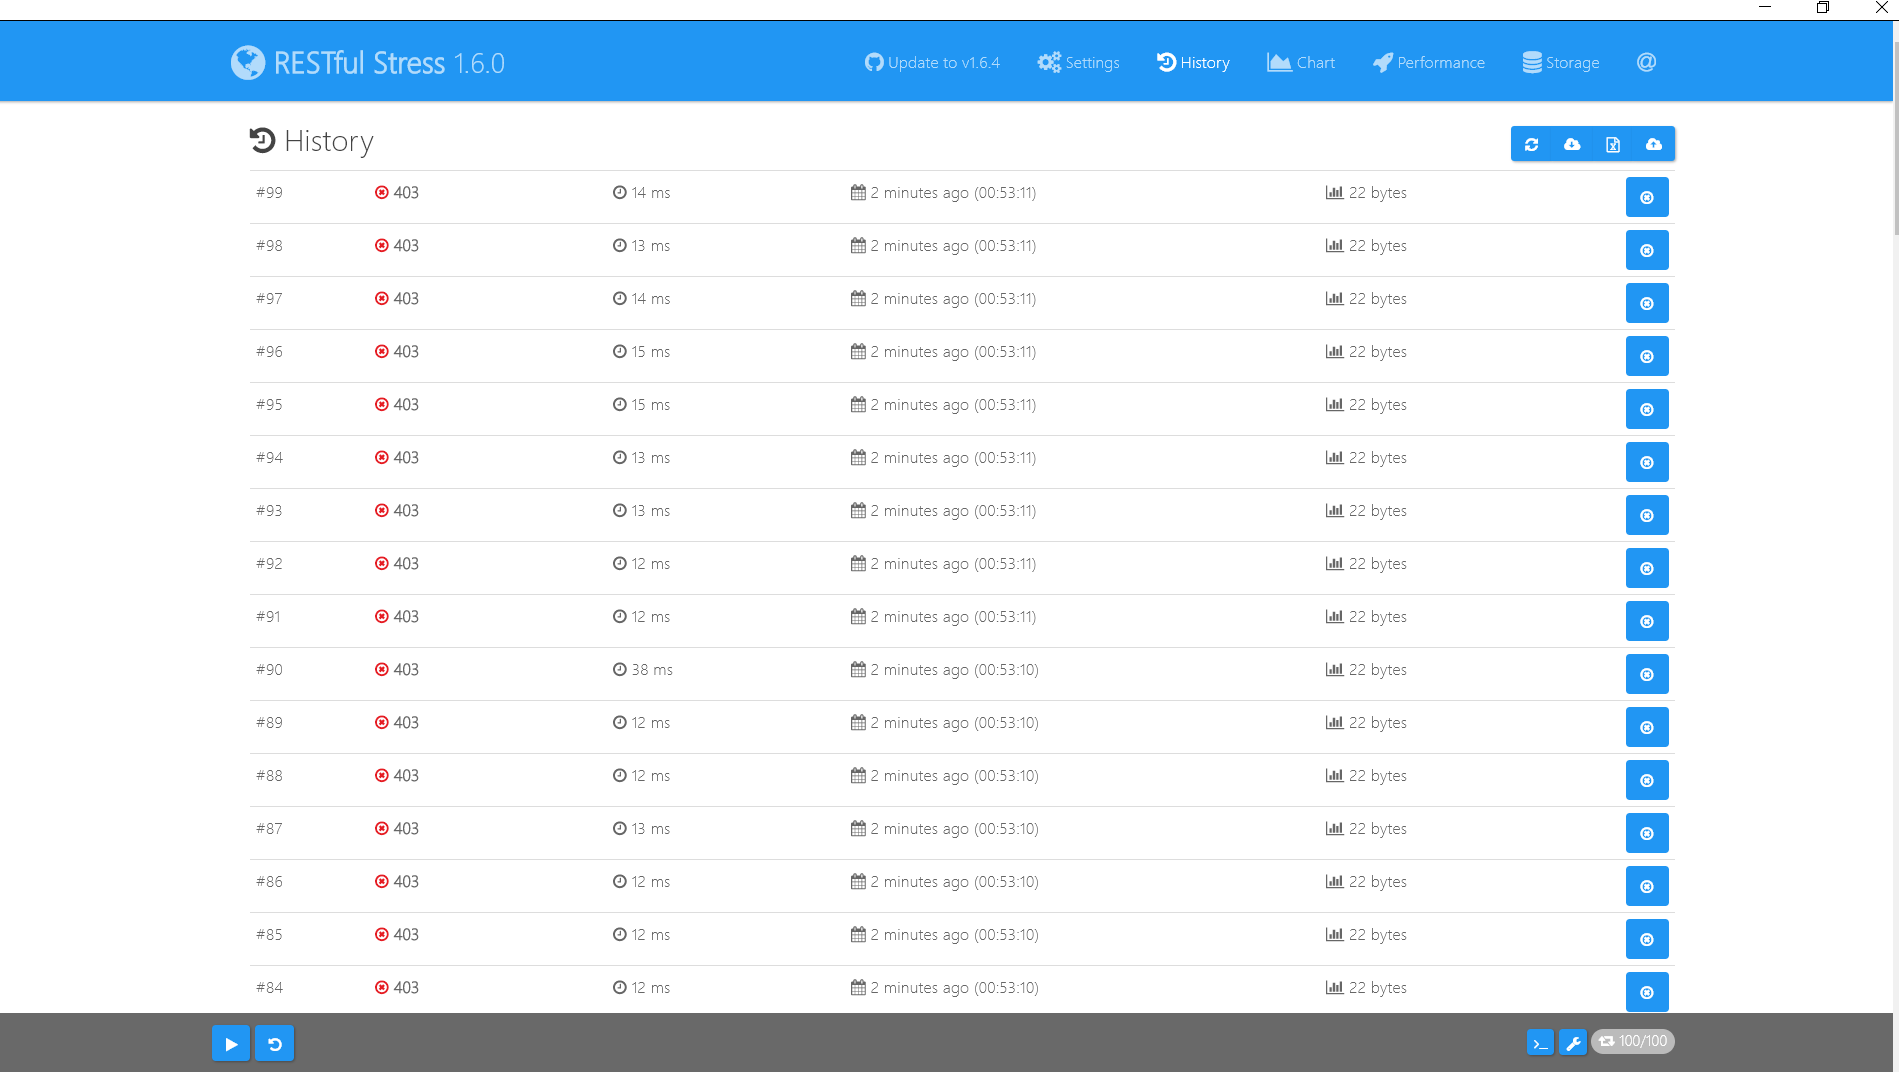 RESTful Stress 1.6.0 Update to v1.6.4 Settings History Chart Performance Storage @
History
#99 403 14 ms 2 minutes ago (00:53:11) 22 bytes
#98 403 13 ms 2 minutes ago (00:53:11) 22 bytes
#97 403 14 ms 2 minutes ago (00:53:11) 22 bytes
#96 403 15 ms 2 minutes ago (00:53:11) 22 bytes
#95 403 15 ms 2 minutes ago (00:53:11) 22 bytes
#94 403 13 ms 2 minutes ago (00:53:11) 22 bytes
#93 403 13 ms 2 minutes ago (00:53:11) 22 bytes
#92 403 12 ms 2 minutes ago (00:53:11) 22 bytes
#91 403 12 ms 2 minutes ago (00:53:11) 22 bytes
#90 403 38 ms 2 minutes ago (00:53:10) 22 bytes
#89 403 12 ms 2 minutes ago (00:53:10) 22 bytes
#88 403 12 ms 2 minutes ago (00:53:10) 22 bytes
#87 403 13 ms 2 minutes ago (00:53:10) 22 bytes
#86 403 12 ms 2 minutes ago (00:53:10) 22 bytes
#85 403 12 ms 2 minutes ago (00:53:10) 22 bytes
#84 403 12 ms 2 minutes ago (00:53:10) 22 bytes
100/100